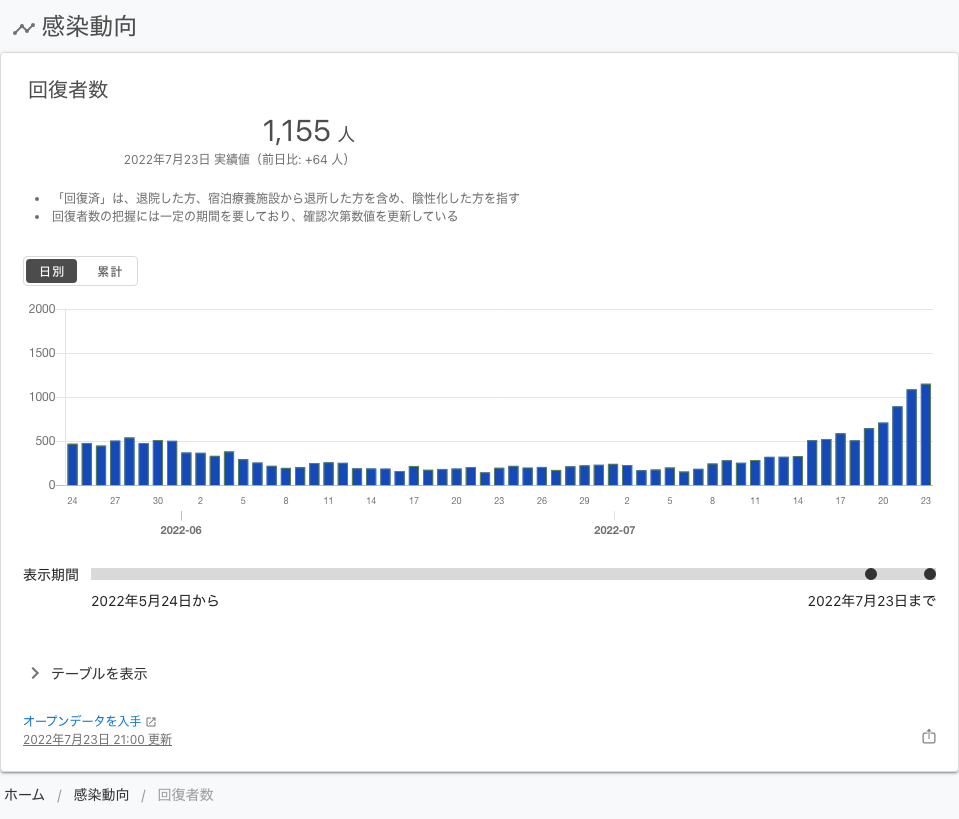 感染動向
回復者数
1,155 人
2022年7月23日 実績値（前日比: +64 人）
• 「回復済」は、退院した方、宿泊療養施設から退所した方を含め、陰性化した方を指す
• 回復者数の把握には一定の期間を要しており、確認次第数値を更新している
日別 累計
2000
1500
1000
500
0
24 27 30 2 5 8 11 14 17 20 23 26 29 2 5 8 11 14 17 20 23
2022-06 2022-07
表示期間
2022年5月24日から 2022年7月23日まで
テーブルを表示
オープンデータを入手
2022年7月23日 21:00 更新
ホーム / 感染動向 / 回復者数